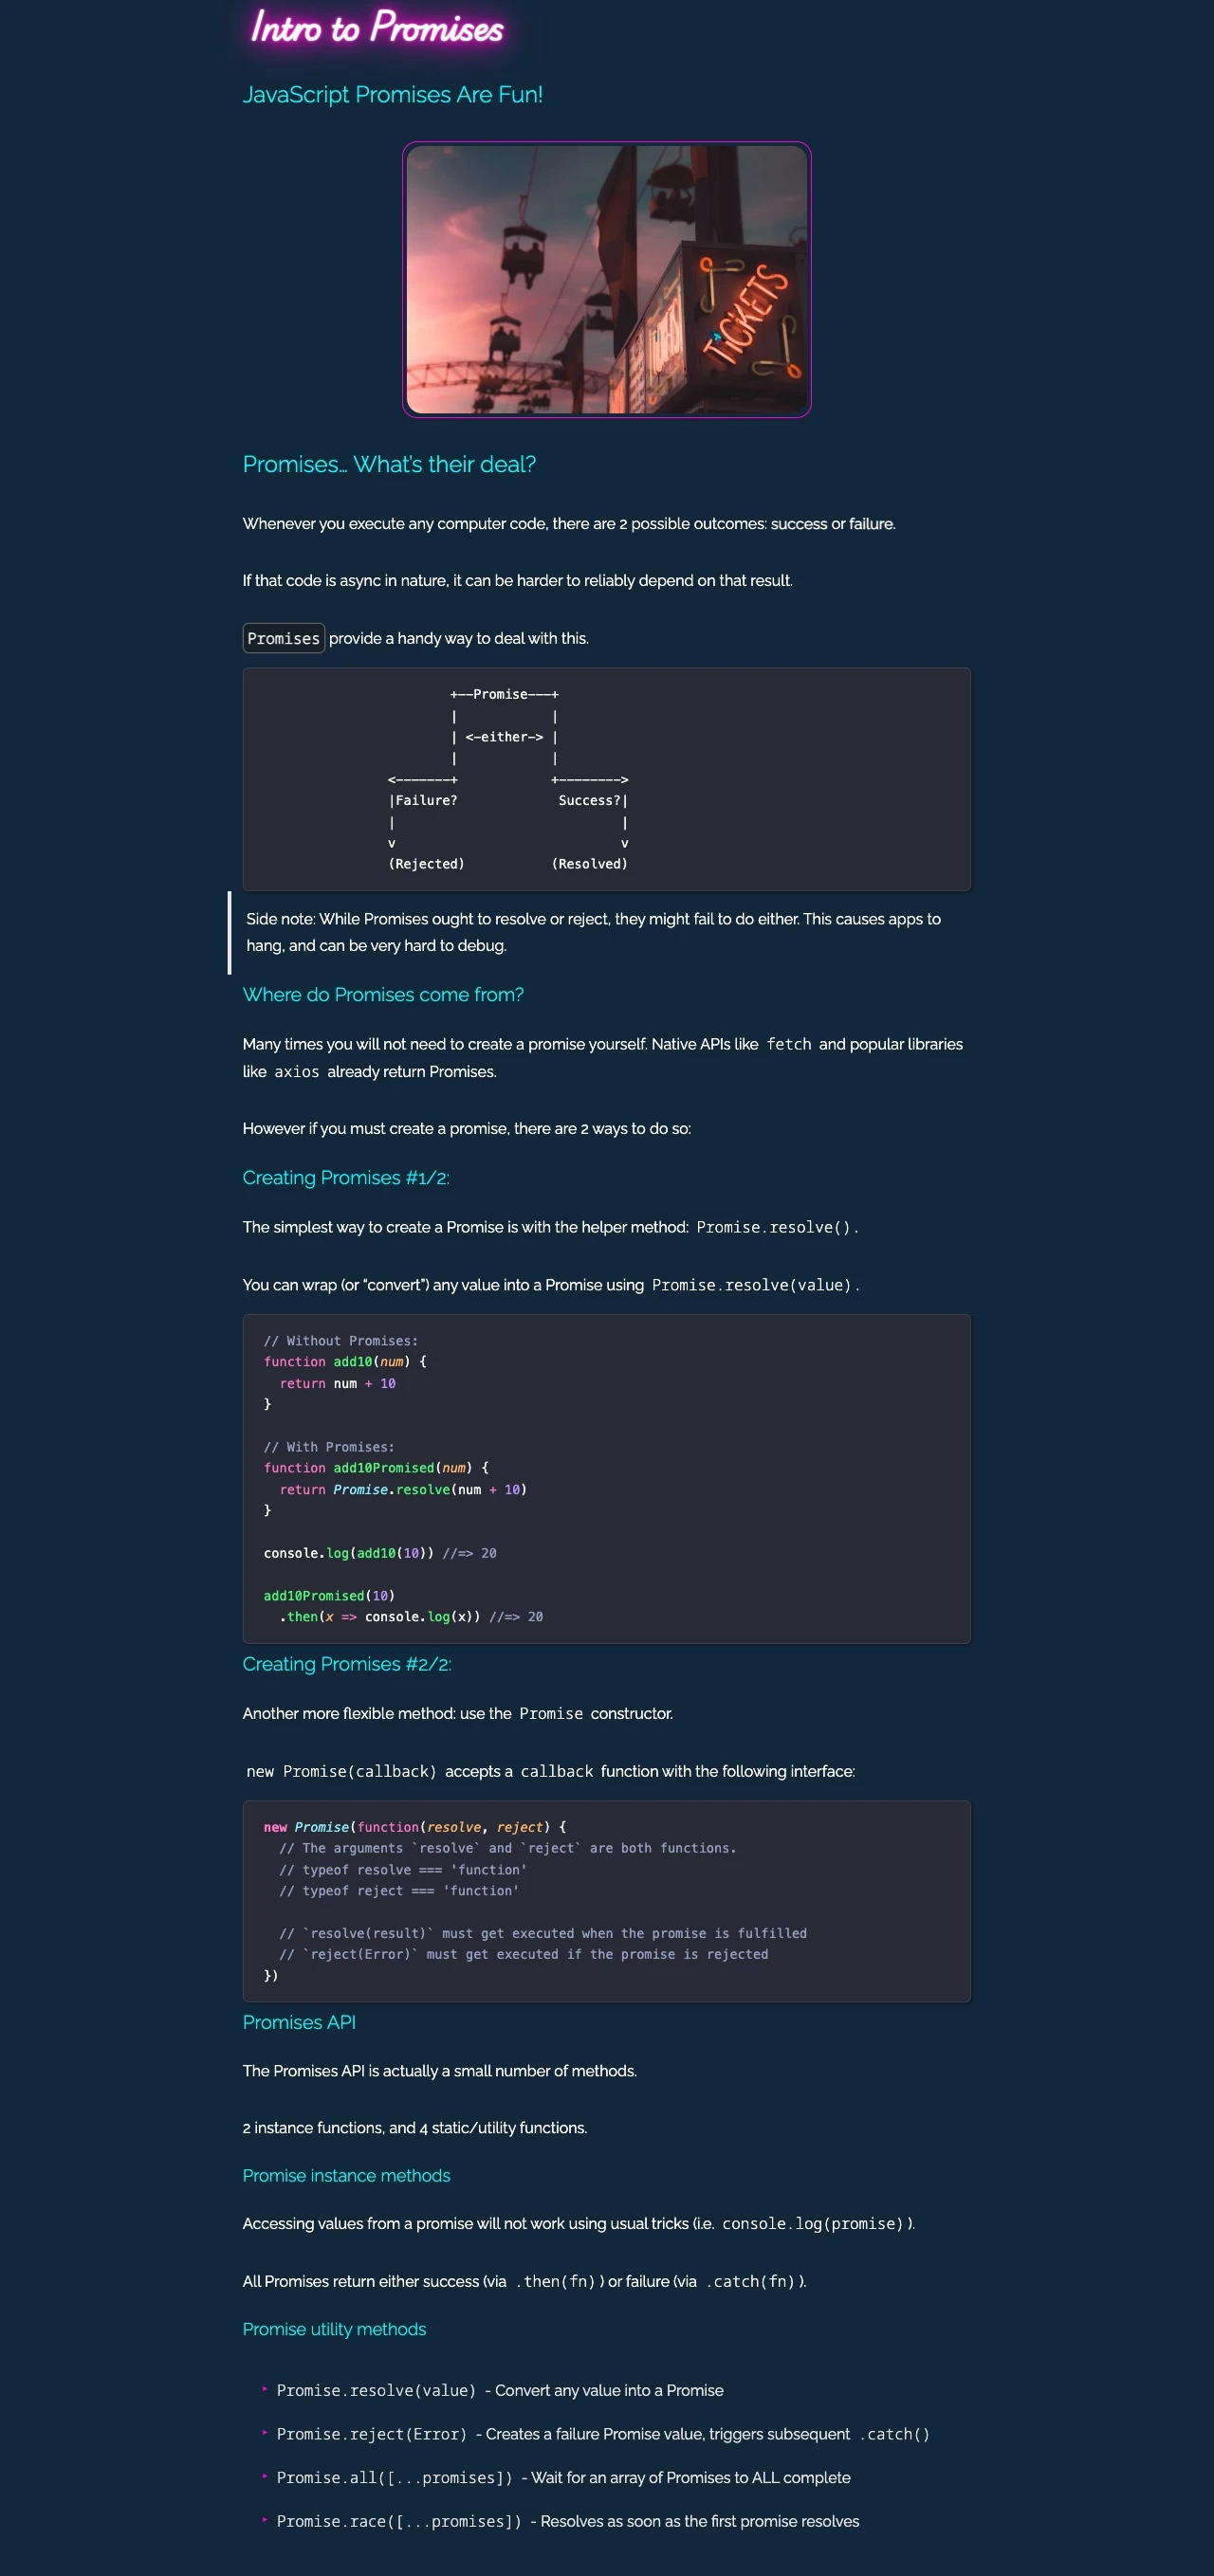 Intro to Promises
JavaScript Promises Are Fun!
TICKETS
Promises… What’s their deal?
Whenever you execute any computer code, there are 2 possible outcomes: success or failure.
If that code is async in nature, it can be harder to reliably depend on that result.
Promises provide a handy way to deal with this.
+--Promise---+
|            |
| <-either-> |
|            |
<-------+            +-------->
|Failure?             Success?|
|                             |
v                             v
(Rejected)           (Resolved)
Side note: While Promises ought to resolve or reject, they might fail to do either. This causes apps to
hang, and can be very hard to debug.
Where do Promises come from?
Many times you will not need to create a promise yourself. Native APIs like fetch and popular libraries
like axios already return Promises.
However if you must create a promise, there are 2 ways to do so:
Creating Promises #1/2:
The simplest way to create a Promise is with the helper method: Promise.resolve().
You can wrap (or “convert”) any value into a Promise using Promise.resolve(value).
// Without Promises:
function add10(num) {
  return num + 10
}
// With Promises:
function add10Promised(num) {
  return Promise.resolve(num + 10)
}
console.log(add10(10)) //=> 20
add10Promised(10)
  .then(x => console.log(x)) //=> 20
Creating Promises #2/2:
Another more flexible method: use the Promise constructor.
new Promise(callback) accepts a callback function with the following interface:
new Promise(function(resolve, reject) {
  // The arguments `resolve` and `reject` are both functions.
  // typeof resolve === 'function'
  // typeof reject === 'function'
  // `resolve(result)` must get executed when the promise is fulfilled
  // `reject(Error)` must get executed if the promise is rejected
})
Promises API
The Promises API is actually a small number of methods.
2 instance functions, and 4 static/utility functions.
Promise instance methods
Accessing values from a promise will not work using usual tricks (i.e. console.log(promise)).
All Promises return either success (via .then(fn)) or failure (via .catch(fn)).
Promise utility methods
Promise.resolve(value) - Convert any value into a Promise
Promise.reject(Error) - Creates a failure Promise value, triggers subsequent .catch()
Promise.all([...promises]) - Wait for an array of Promises to ALL complete
Promise.race([...promises]) - Resolves as soon as the first promise resolves